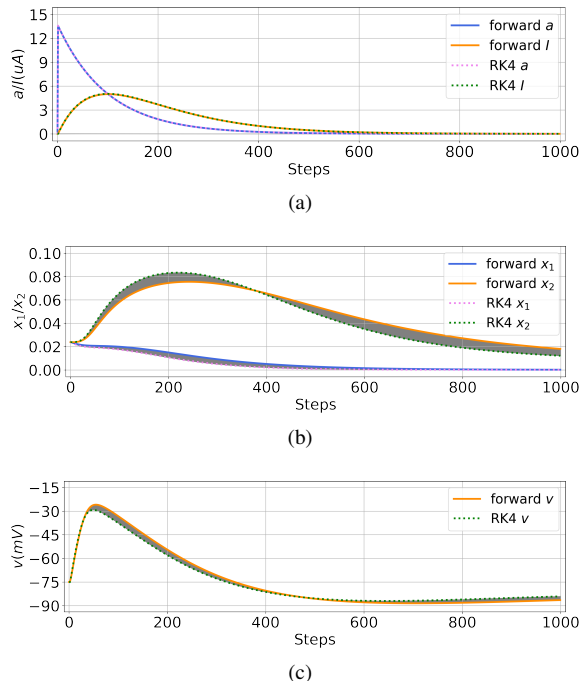 15
12
9
6
3
0
a/I(uA)
forward a
forward I
RK4 a
RK4 I
0 200 400 600 800 1000
Steps
(a)
0.10
0.08
0.06
0.04
0.02
0.00
x₁/x₂
forward x₁
forward x₂
RK4 x₁
RK4 x₂
0 200 400 600 800 1000
Steps
(b)
−15
−30
−45
−60
−75
−90
v(mV)
forward v
RK4 v
0 200 400 600 800 1000
Steps
(c)